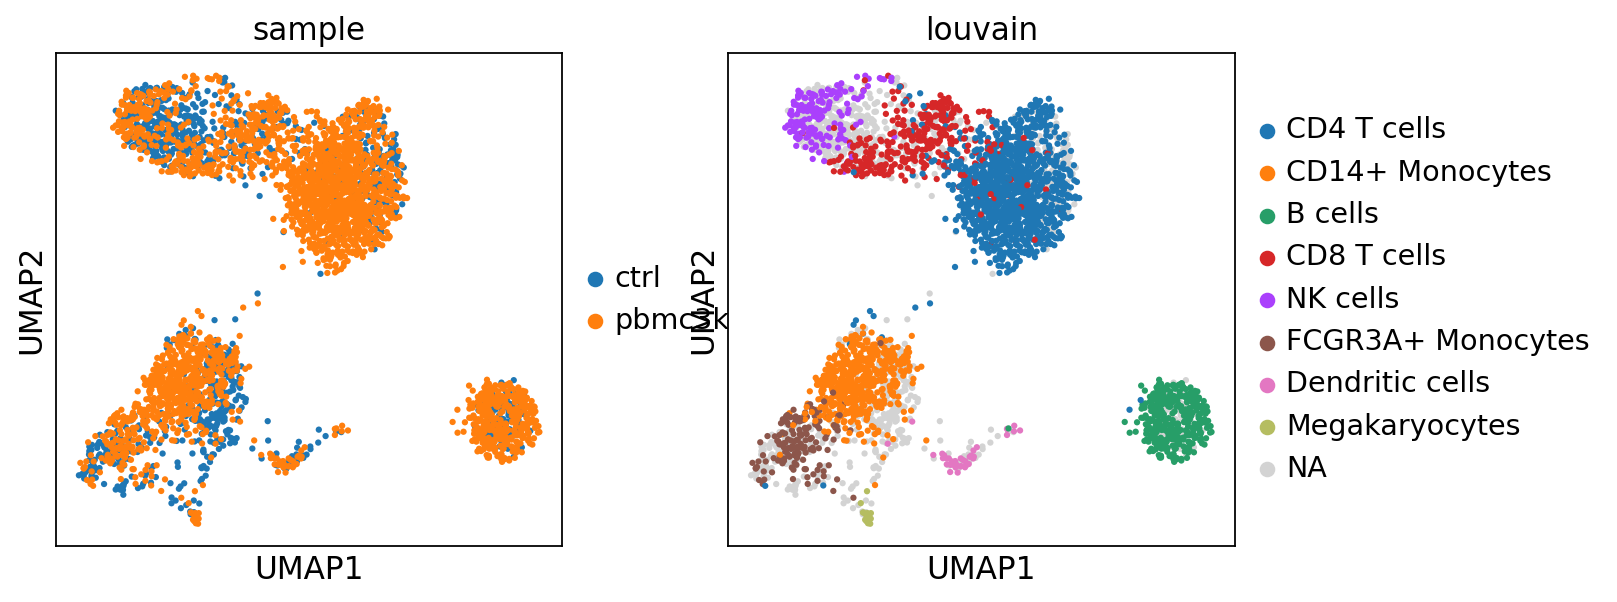 sample
UMAP2
UMAP1
ctrl
pbmc3k
louvain
UMAP2
UMAP1
CD4 T cells
CD14+ Monocytes
B cells
CD8 T cells
NK cells
FCGR3A+ Monocytes
Dendritic cells
Megakaryocytes
NA